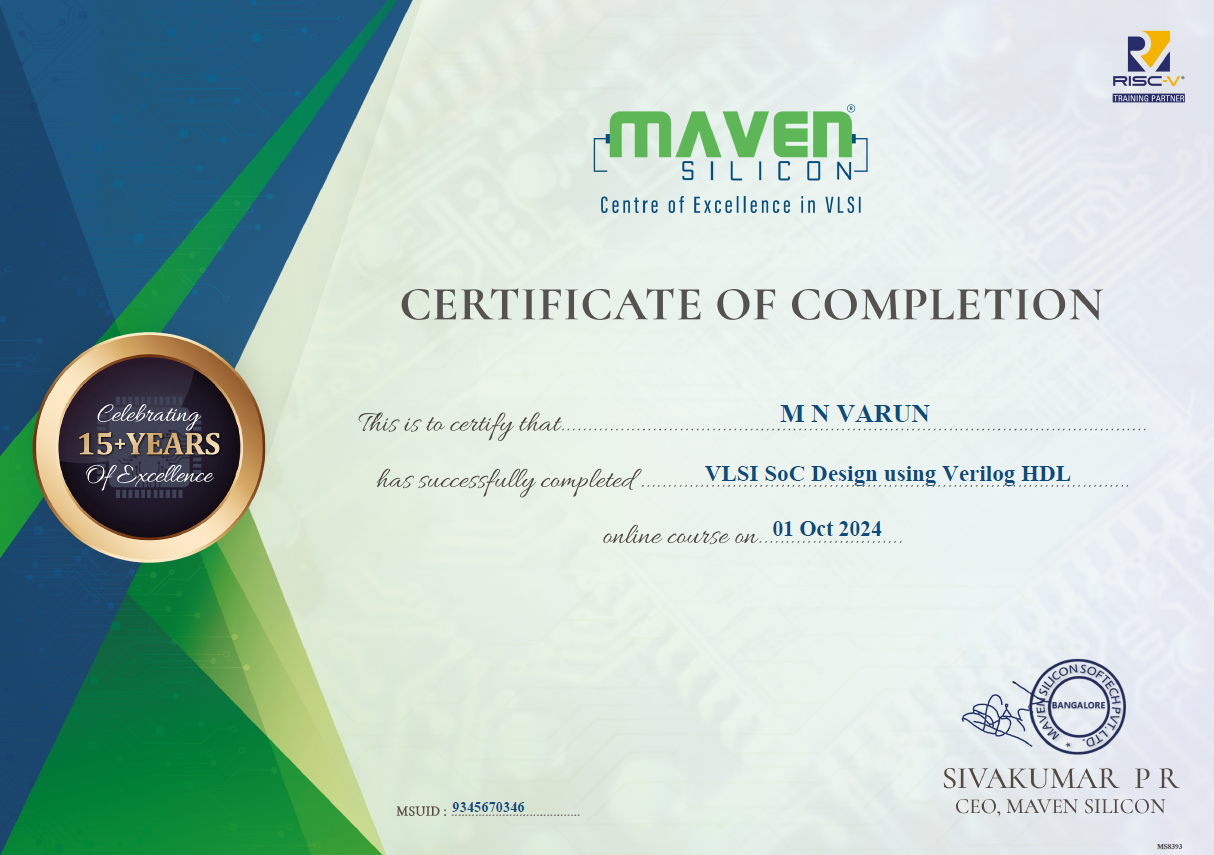 RISC-V®
TRAINING PARTNER
MAVEN®
SILICON
Centre of Excellence in VLSI
CERTIFICATE OF COMPLETION
This is to certify that.......................................................M N VARUN.......................................................
has successfully completed ............VLSI SoC Design using Verilog HDL............
online course on...01 Oct 2024......
Celebrating
15+YEARS
Of Excellence
MAVEN SILICON SOFTECH PVT. LTD. *
BANGALORE
SIVAKUMAR P R
CEO, MAVEN SILICON
MSUID : 9345670346
MS8393